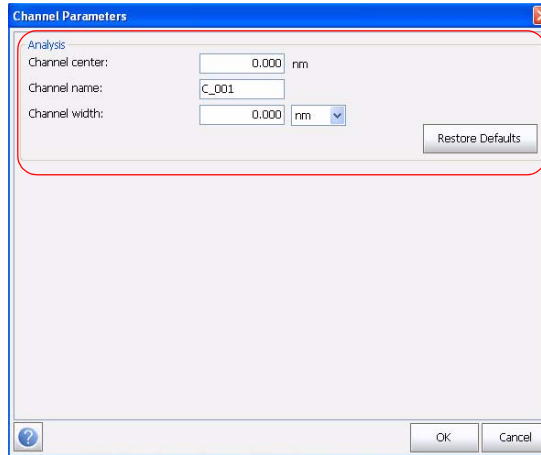 Channel Parameters
Analysis
Channel center: 0.000 nm
Channel name: C_001
Channel width: 0.000 nm
Restore Defaults
?
OK Cancel